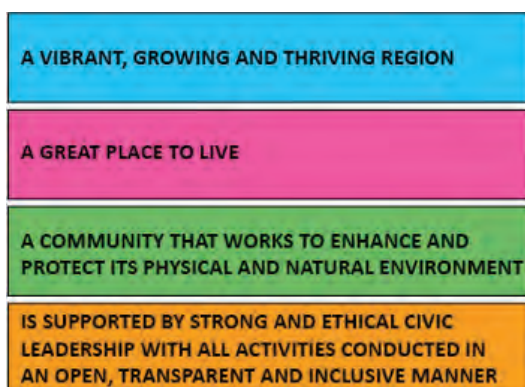 A VIBRANT, GROWING AND THRIVING REGION
A GREAT PLACE TO LIVE
A COMMUNITY THAT WORKS TO ENHANCE AND
PROTECT ITS PHYSICAL AND NATURAL ENVIRONMENT
IS SUPPORTED BY STRONG AND ETHICAL CIVIC
LEADERSHIP WITH ALL ACTIVITIES CONDUCTED IN
AN OPEN, TRANSPARENT AND INCLUSIVE MANNER